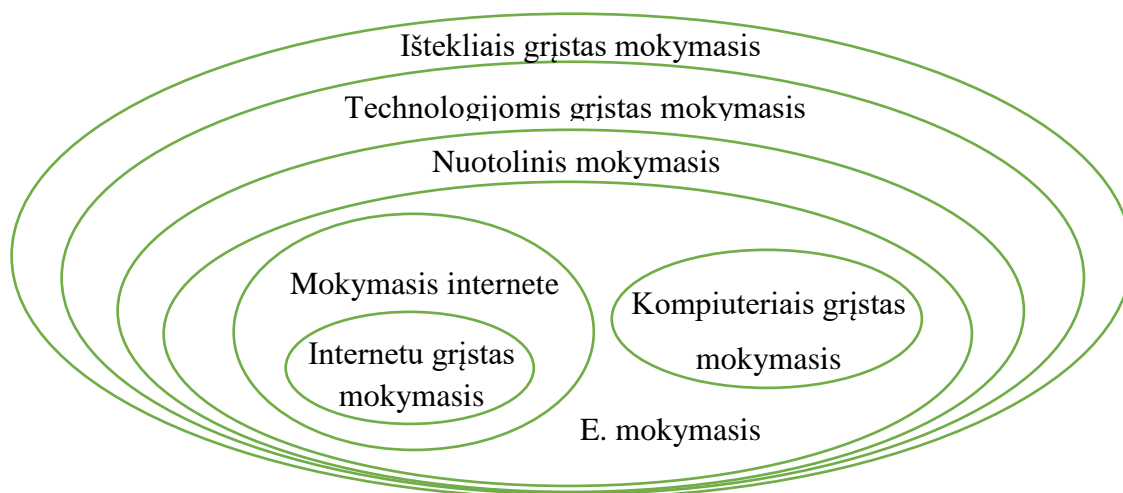 Ištekliais grįstas mokymasis
Technologijomis grįstas mokymasis
Nuotolinis mokymasis
Mokymasis internete
Internetu grįstas
mokymasis
Kompiuteriais grįstas
mokymasis
E. mokymasis